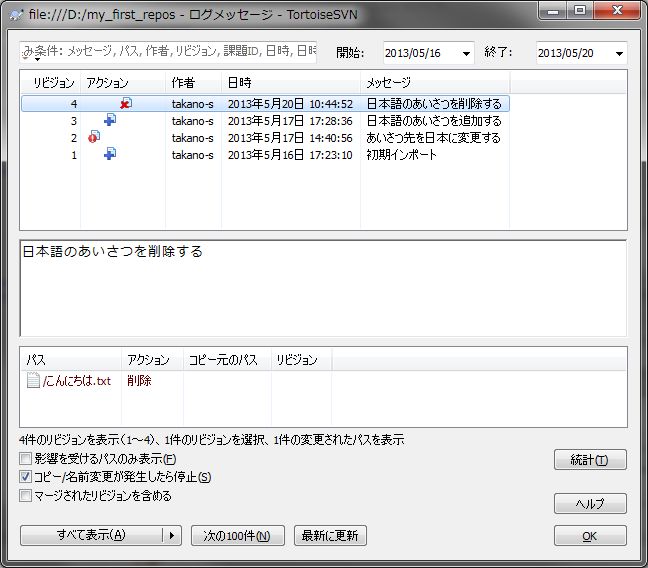 file:///D:/my_first_repos - ログメッセージ - TortoiseSVN
み条件: メッセージ, パス, 作者, リビジョン, 課題ID, 日時, 日時 開始: 2013/05/16 終了: 2013/05/20
リビジョン アクション 作者 日時 メッセージ
4 takano-s 2013年5月20日 10:44:52 日本語のあいさつを削除する
3 takano-s 2013年5月17日 17:28:36 日本語のあいさつを追加する
2 takano-s 2013年5月17日 14:40:56 あいさつ先を日本に変更する
1 takano-s 2013年5月16日 17:23:10 初期インポート
日本語のあいさつを削除する
パス アクション コピー元のパス リビジョン
/こんにちは.txt 削除
4件のリビジョンを表示(1～4)、1件のリビジョンを選択、1件の変更されたパスを表示
影響を受けるパスのみ表示(F)
統計(T)
コピー/名前変更が発生したら停止(S)
マージされたリビジョンを含める
ヘルプ
すべて表示(A) 次の100件(N) 最新に更新 OK